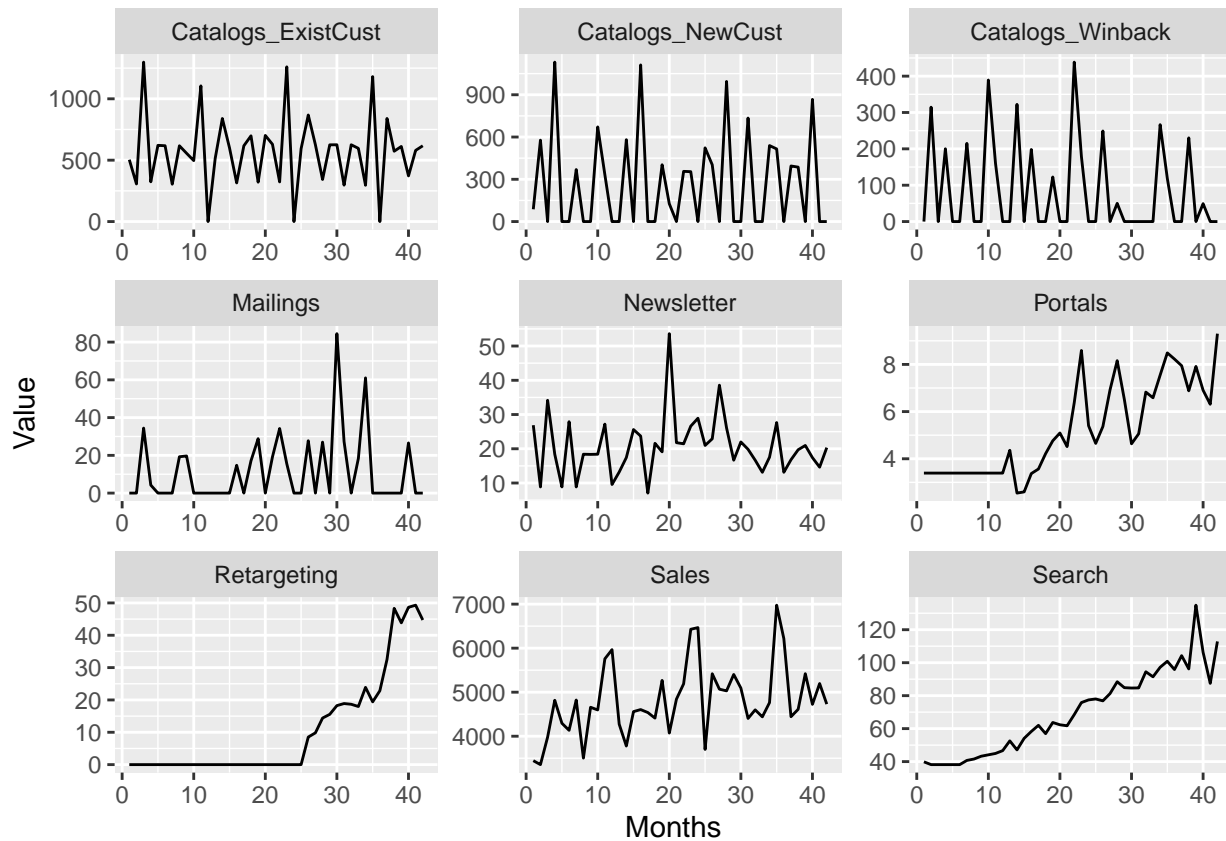 Catalogs_ExistCust Catalogs_NewCust Catalogs_Winback
1000
500
0
0 10 20 30 40
900
600
300
0
0 10 20 30 40
400
300
200
100
0
0 10 20 30 40
Mailings Newsletter Portals
80
60
40
20
0
0 10 20 30 40
50
40
30
20
10
0 10 20 30 40
8
6
4
0 10 20 30 40
Value
Retargeting Sales Search
50
40
30
20
10
0
0 10 20 30 40
7000
6000
5000
4000
0 10 20 30 40
120
100
80
60
40
0 10 20 30 40
Months